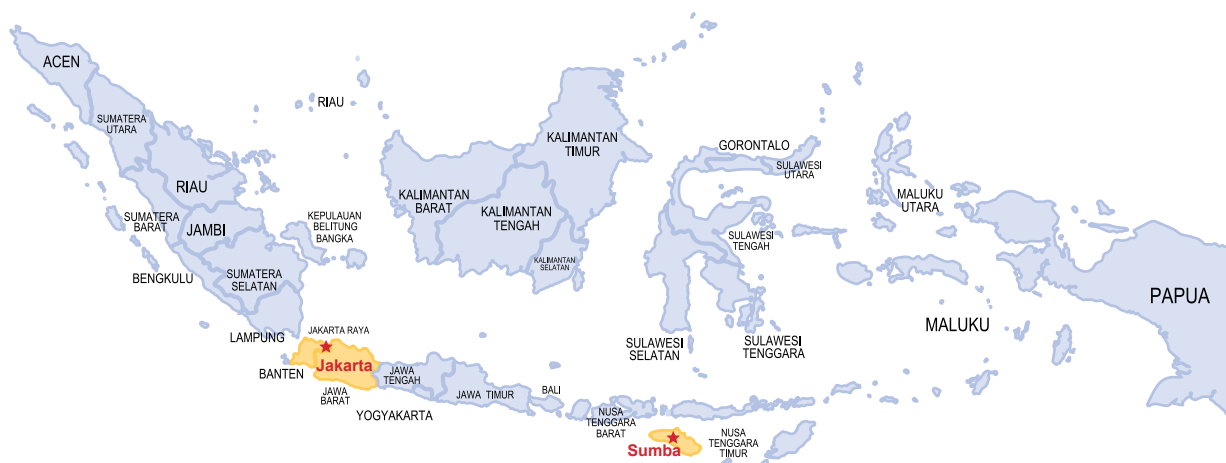 ACEN
SUMATERA
UTARA
RIAU
RIAU
SUMATERA
BARAT
JAMBI
KEPULAUAN
BELITUNG
BANGKA
BENGKULU
SUMATERA
SELATAN
LAMPUNG
JAKARTA RAYA
Jakarta
BANTEN
JAWA
BARAT
JAWA
TENGAH
YOGYAKARTA
JAWA TIMUR
BALI
KALIMANTAN
BARAT
KALIMANTAN
TENGAH
KALIMANTAN
TIMUR
KALIMANTAN
SELATAN
GORONTALO
SULAWESI
UTARA
SULAWESI
TENGAH
SULAWESI
SELATAN
SULAWESI
TENGGARA
MALUKU
UTARA
MALUKU
PAPUA
NUSA
TENGGARA
BARAT
Sumba
NUSA
TENGGARA
TIMUR